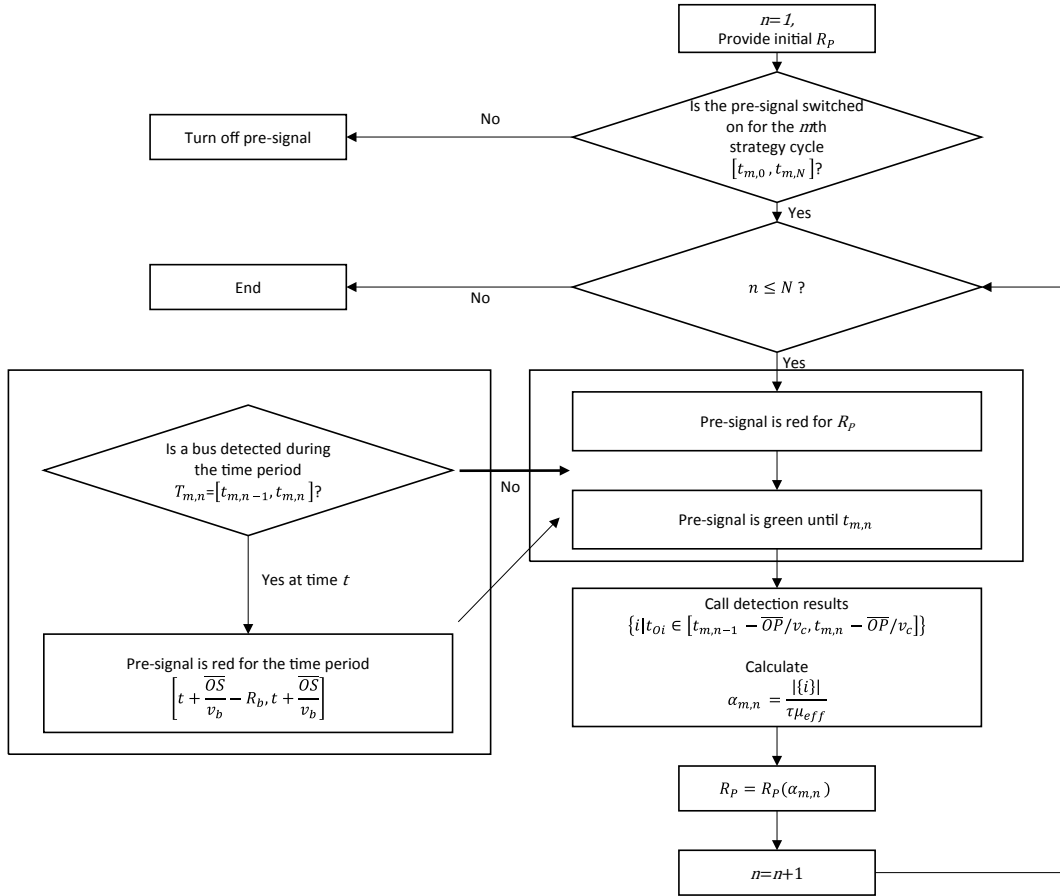 n=1,
Provide initial R_P
Is the pre-signal switched
on for the mth
strategy cycle
[t_{m,0}, t_{m,N}]?
No
Turn off pre-signal
Yes
n ≤ N ?
No
End
Yes
Pre-signal is red for R_P
Is a bus detected during
the time period
T_{m,n}=[t_{m,n−1}, t_{m,n}]?
No
Pre-signal is green until t_{m,n}
Yes at time t
Pre-signal is red for the time period
[t + \overline{OS}/v_b − R_b, t + \overline{OS}/v_b]
Call detection results
{i|t_{Oi} ∈ [t_{m,n−1} − \overline{OP}/v_c, t_{m,n} − \overline{OP}/v_c]}
Calculate
α_{m,n} = |{i}|/τμ_{eff}
R_P = R_P(α_{m,n})
n=n+1